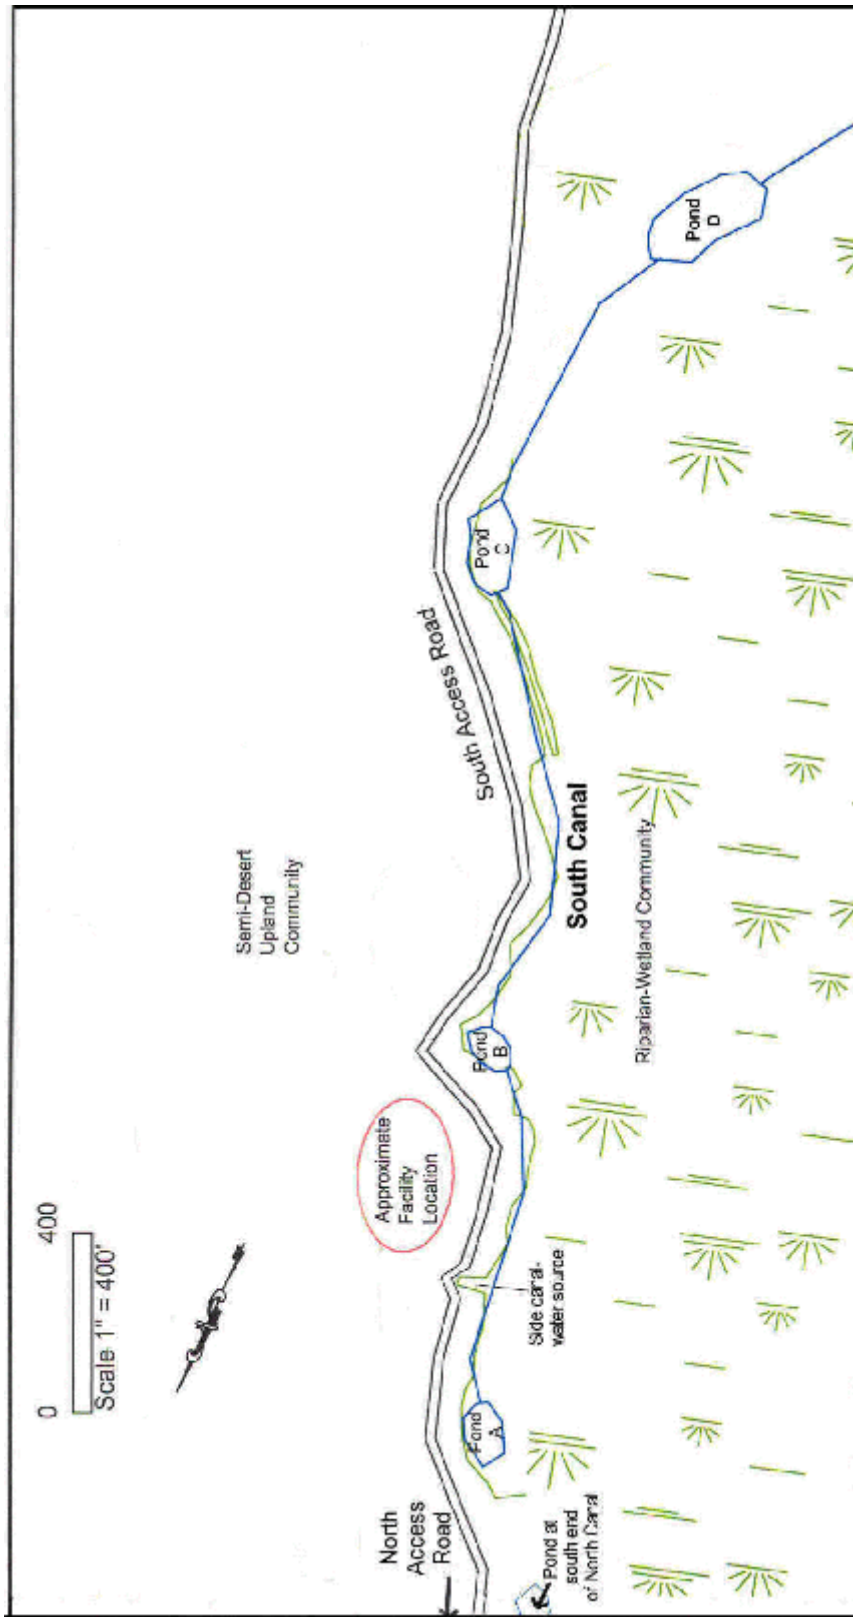 0
400
Scale 1" = 400'
Semi-Desert
Upland
Community
Approximate
Facility
Location
North
Access
Road
South Access Road
Pond
A
Pond
B
Pond
C
Pond
D
Side canal-
water source
South Canal
Riparian-Wetland Community
Pond at
south end
of North Canal